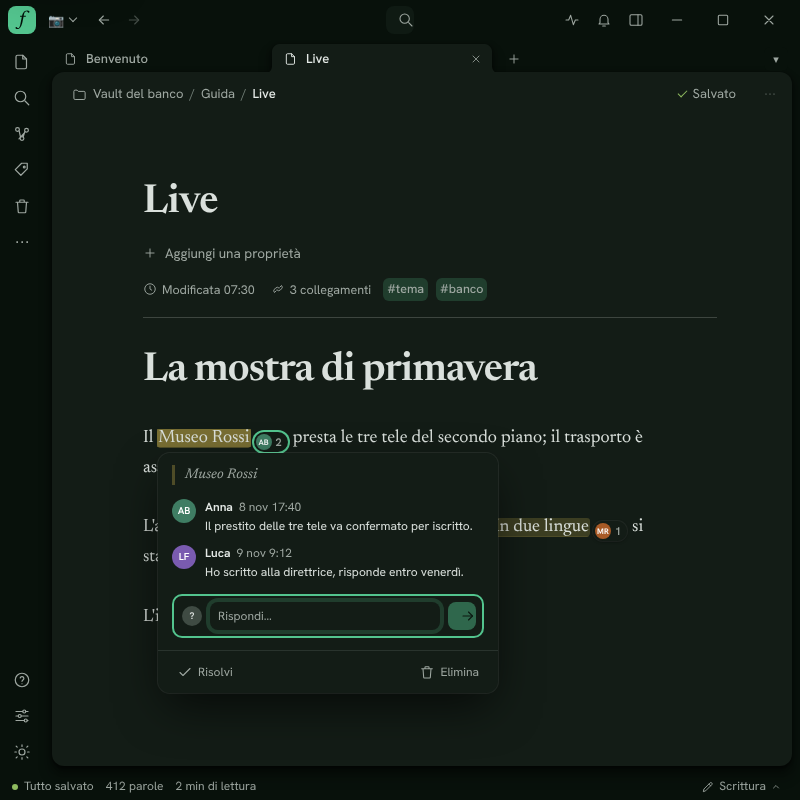 f
Benvenuto
Live
Vault del banco / Guida / Live
Salvato
Live
Aggiungi una proprietà
Modificata 07:30
3 collegamenti
#tema
#banco
La mostra di primavera
Il Museo Rossi AB 2 presta le tre tele del secondo piano; il trasporto è
Museo Rossi
AB Anna 8 nov 17:40
Il prestito delle tre tele va confermato per iscritto.
n due lingue MR 1 si
LF Luca 9 nov 9:12
Ho scritto alla direttrice, risponde entro venerdì.
? Rispondi...
Risolvi
Elimina
Tutto salvato
412 parole
2 min di lettura
Scrittura